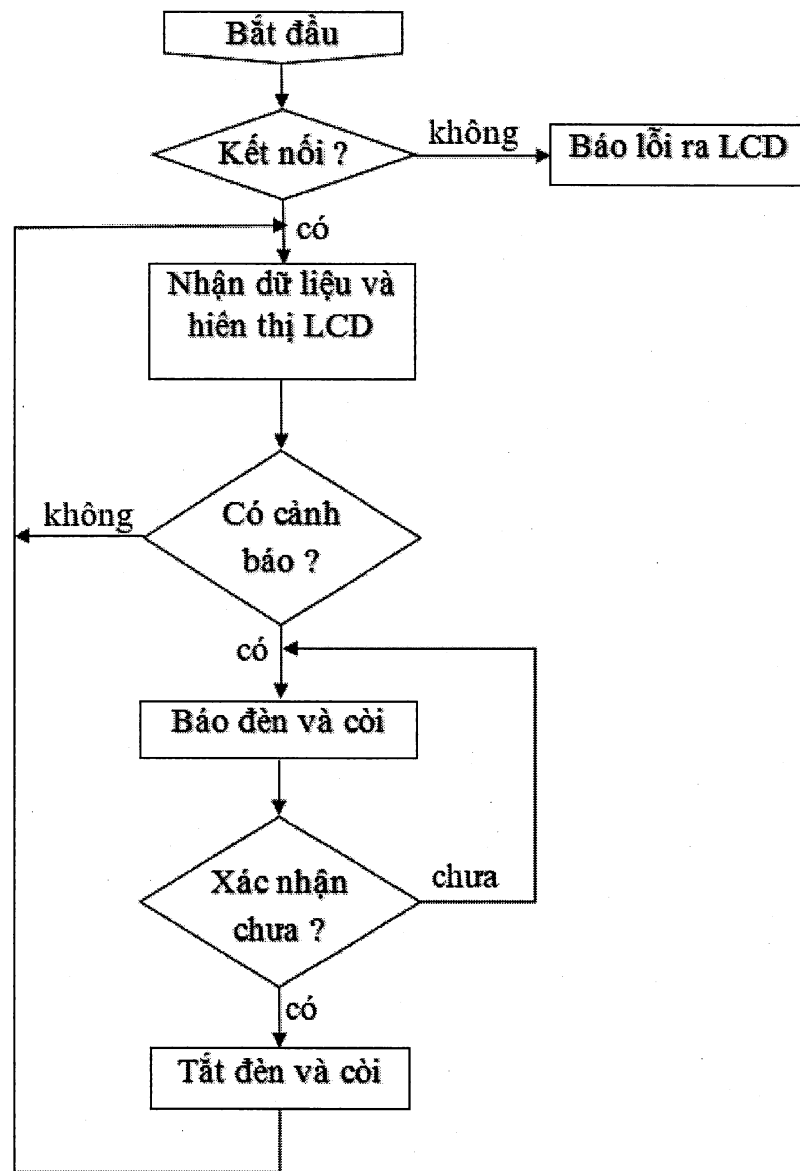 Bắt đầu
Kết nối ?
không
Báo lỗi ra LCD
có
Nhận dữ liệu và
hiển thị LCD
không
Có cảnh
báo ?
có
Báo đèn và còi
Xác nhận
chưa ?
chưa
có
Tắt đèn và còi